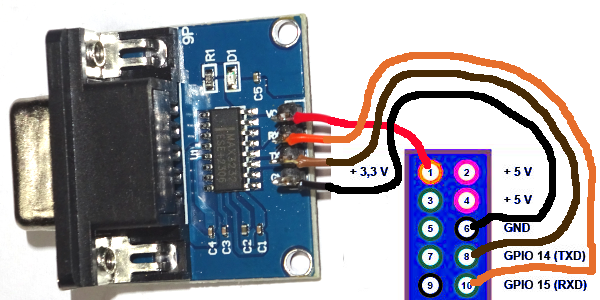 9P
R1
D1
C5
U1
C4
C3
C2
C1
+ 3,3 V
1
2
+ 5 V
3
4
+ 5 V
5
6
GND
7
8
GPIO 14 (TXD)
9
10
GPIO 15 (RXD)